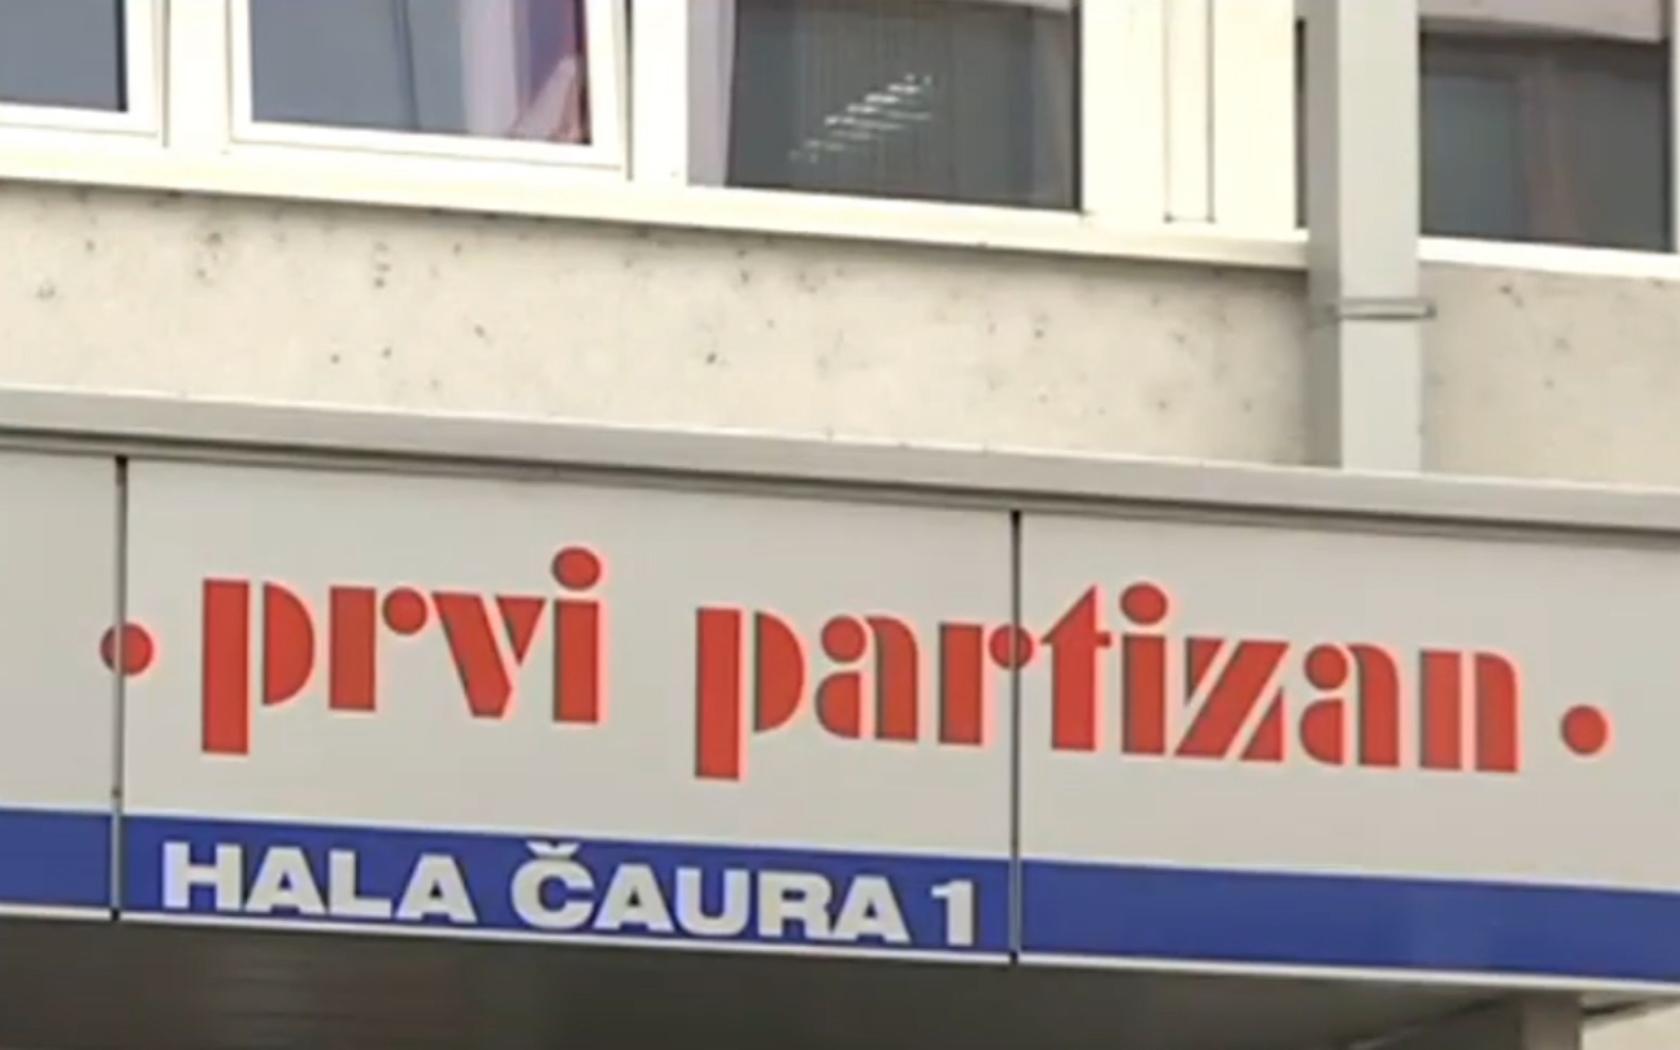 • prvi partizan •
HALA ČAURA 1